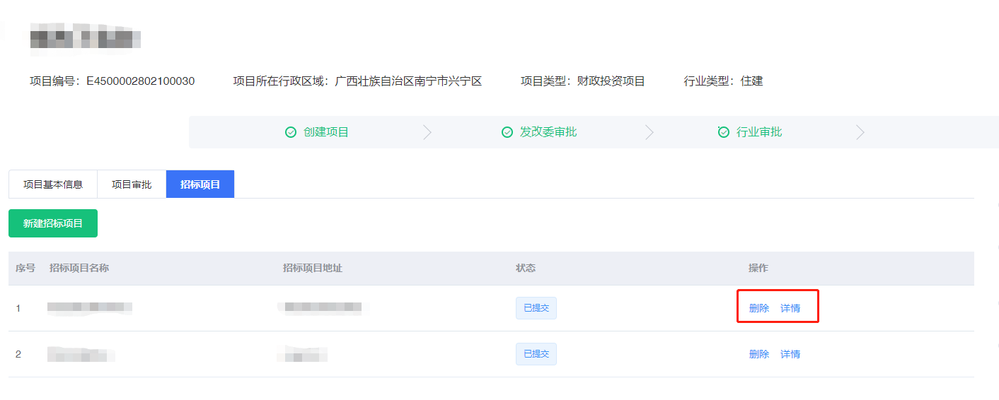 项目编号：E4500002802100030 项目所在行政区域：广西壮族自治区南宁市兴宁区 项目类型：财政投资项目 行业类型：住建
创建项目 发改委审批 行业审批
项目基本信息 项目审批 招标项目
新建招标项目
序号 招标项目名称 招标项目地址 状态 操作
1 已提交 删除 详情
2 已提交 删除 详情